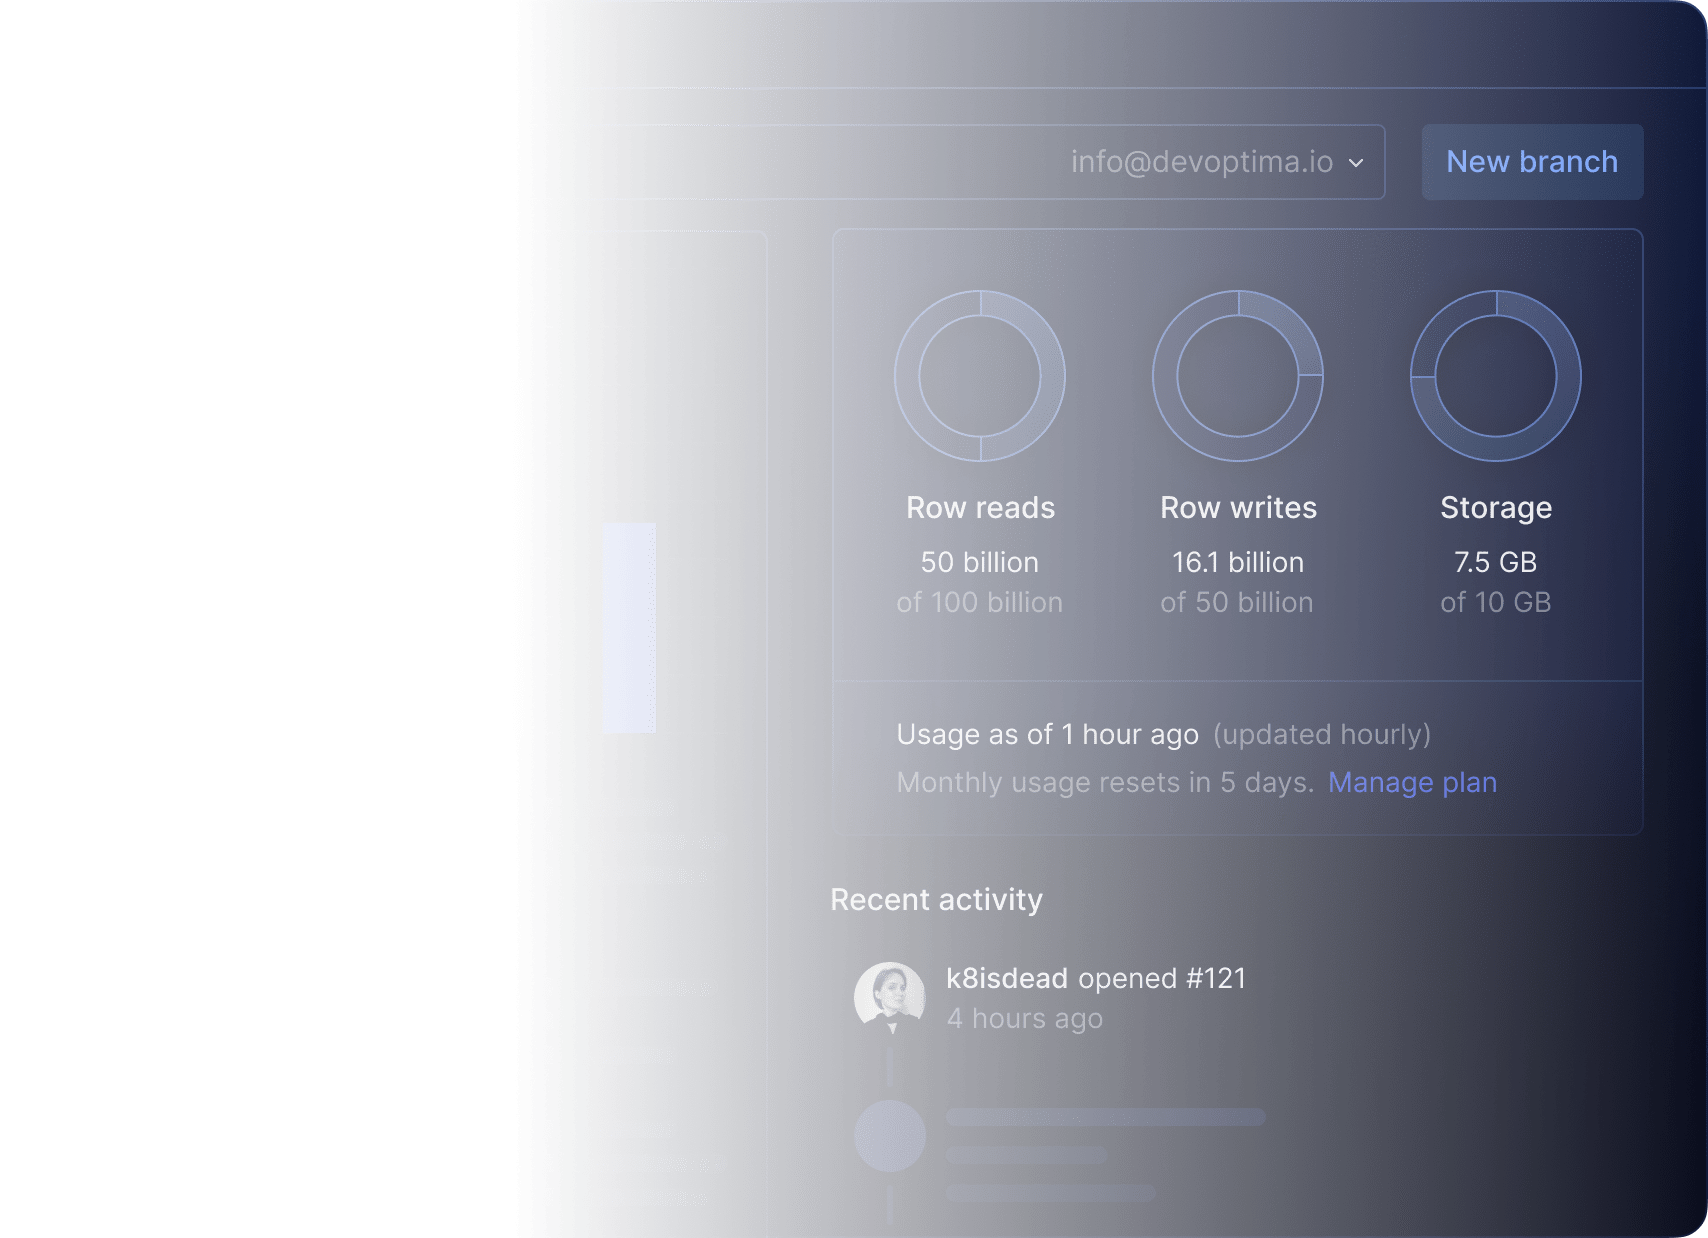 info@devoptima.io
New branch
Row reads
50 billion
of 100 billion
Row writes
16.1 billion
of 50 billion
Storage
7.5 GB
of 10 GB
Usage as of 1 hour ago (updated hourly)
Monthly usage resets in 5 days. Manage plan
Recent activity
k8isdead opened #121
4 hours ago